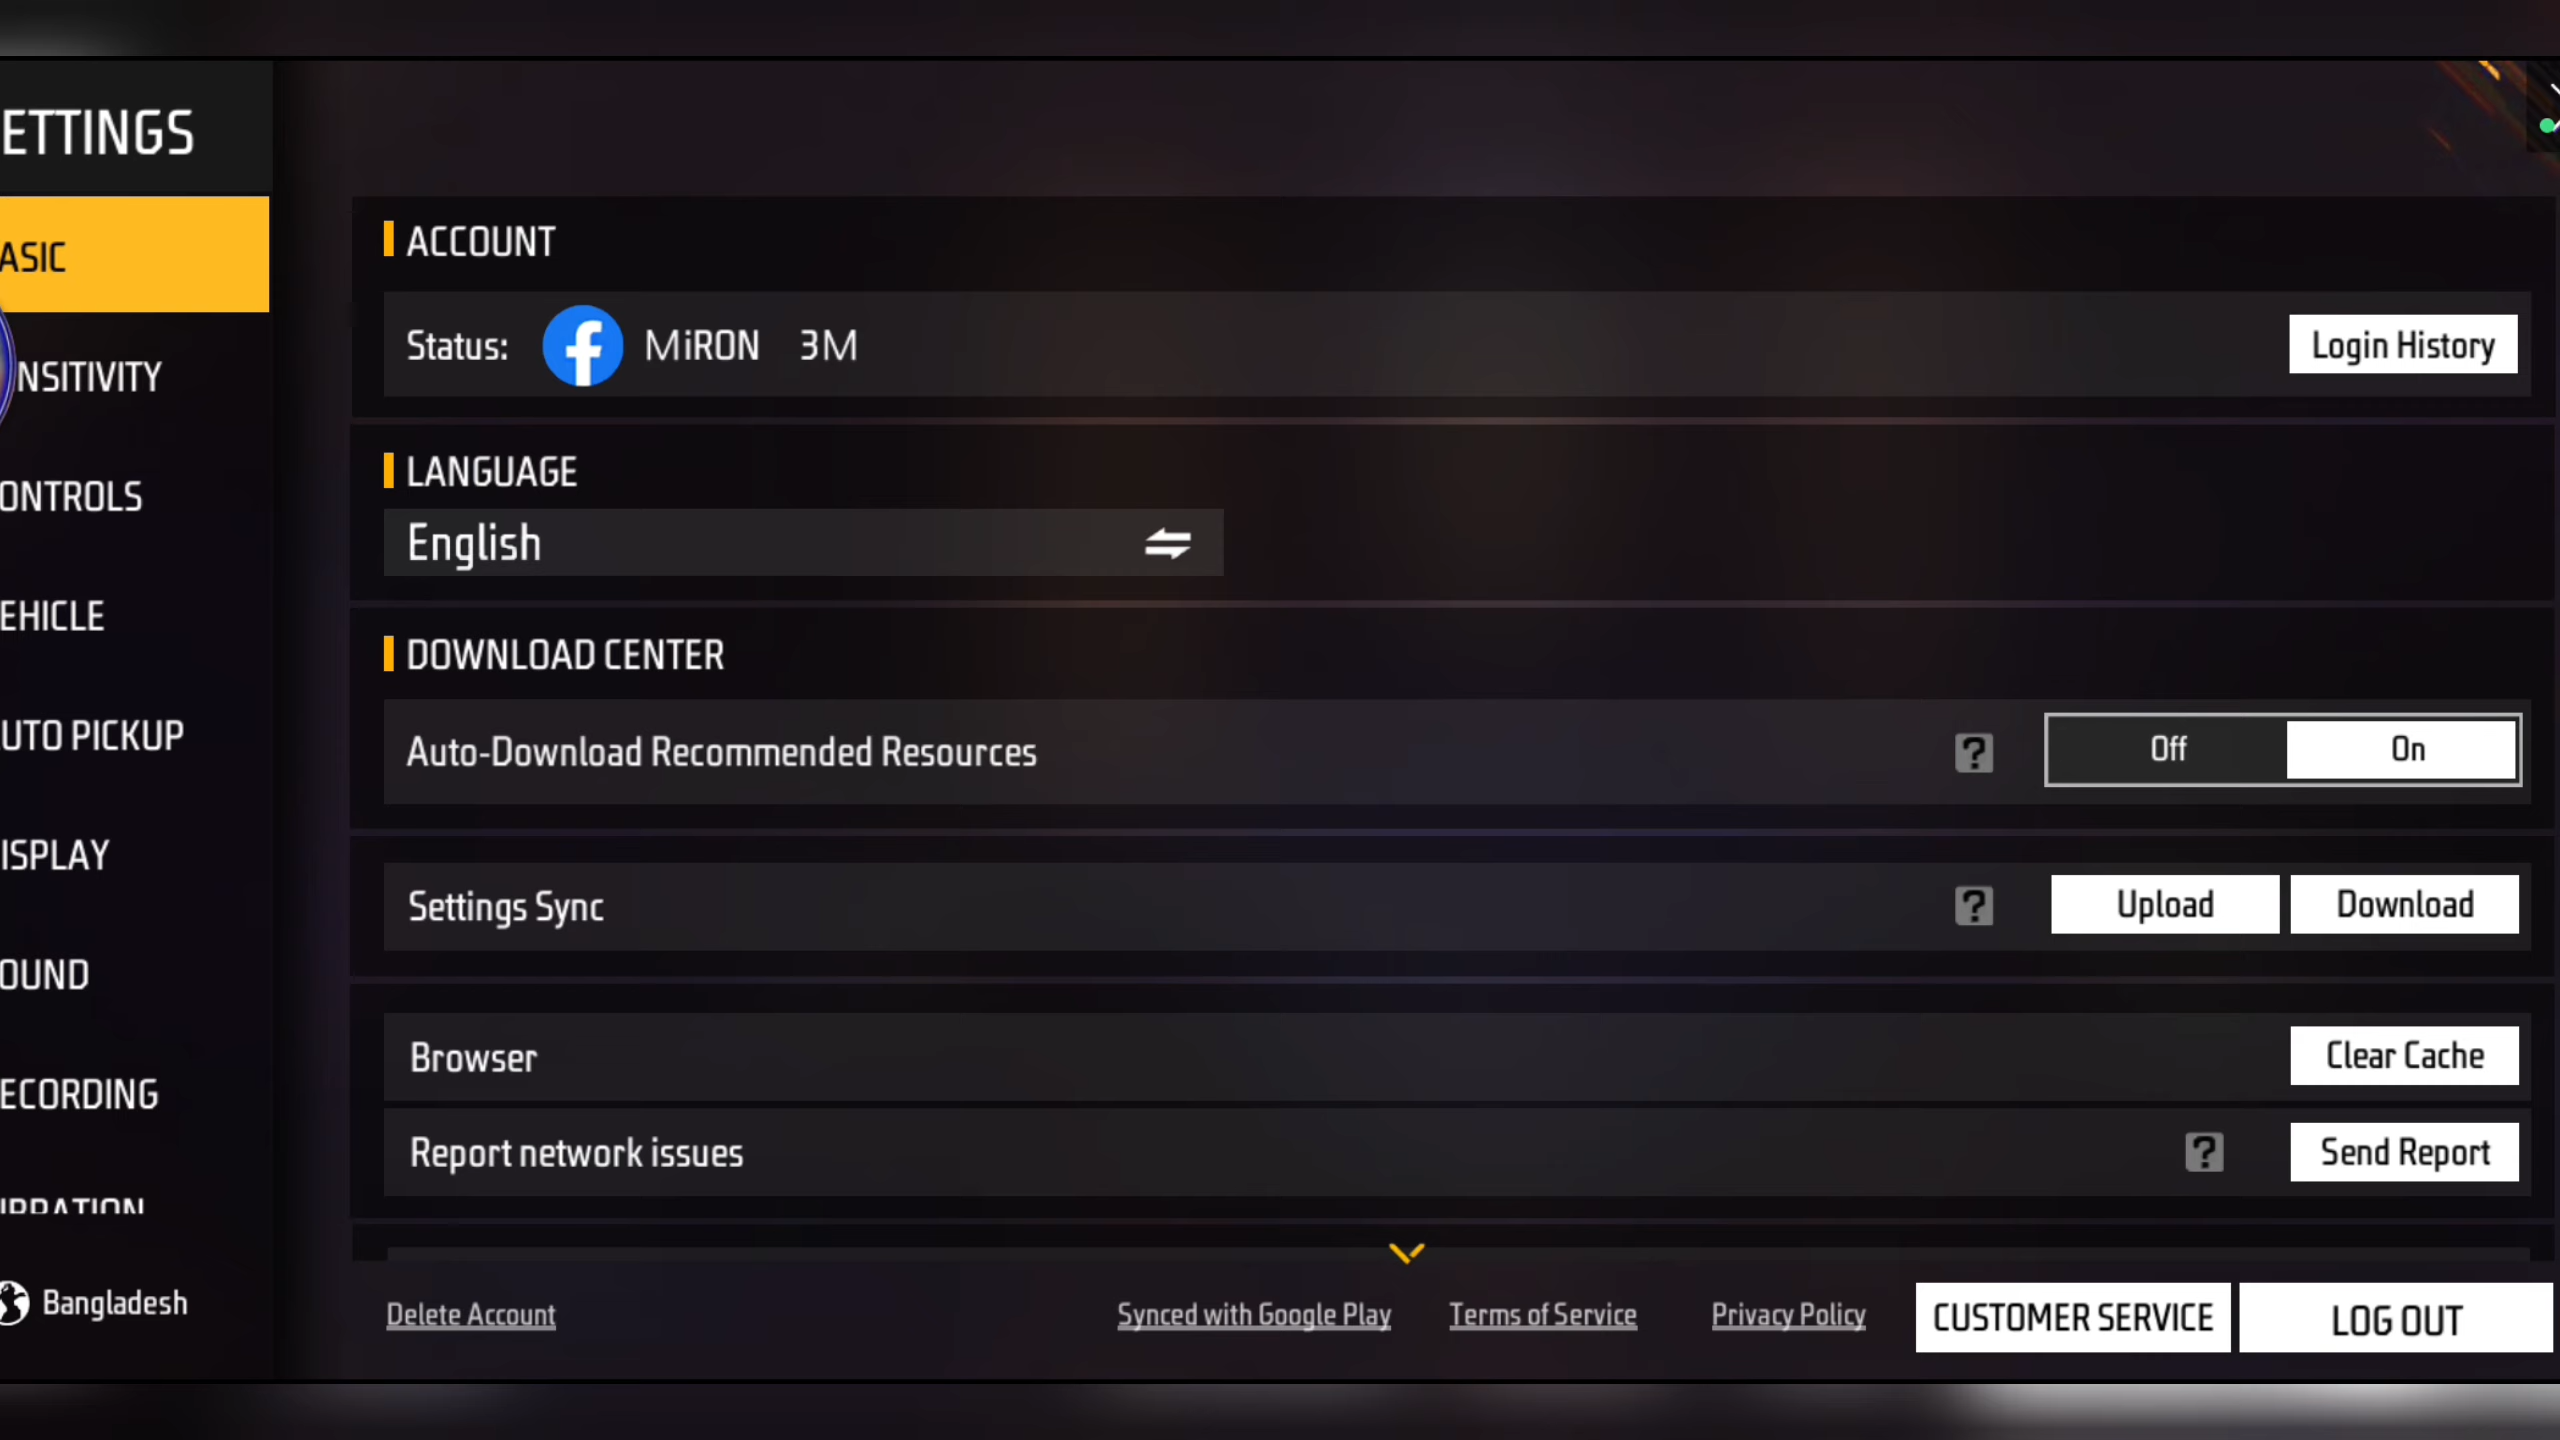 ETTINGS
ASIC
NSITIVITY
ONTROLS
EHICLE
UTO PICKUP
ISPLAY
OUND
ECORDING
IBRATION
Bangladesh
ACCOUNT
Status: MiRON 3M
Login History
LANGUAGE
English
DOWNLOAD CENTER
Auto-Download Recommended Resources ? Off On
Settings Sync ? Upload Download
Browser Clear Cache
Report network issues ? Send Report
Delete Account Synced with Google Play Terms of Service Privacy Policy CUSTOMER SERVICE LOG OUT